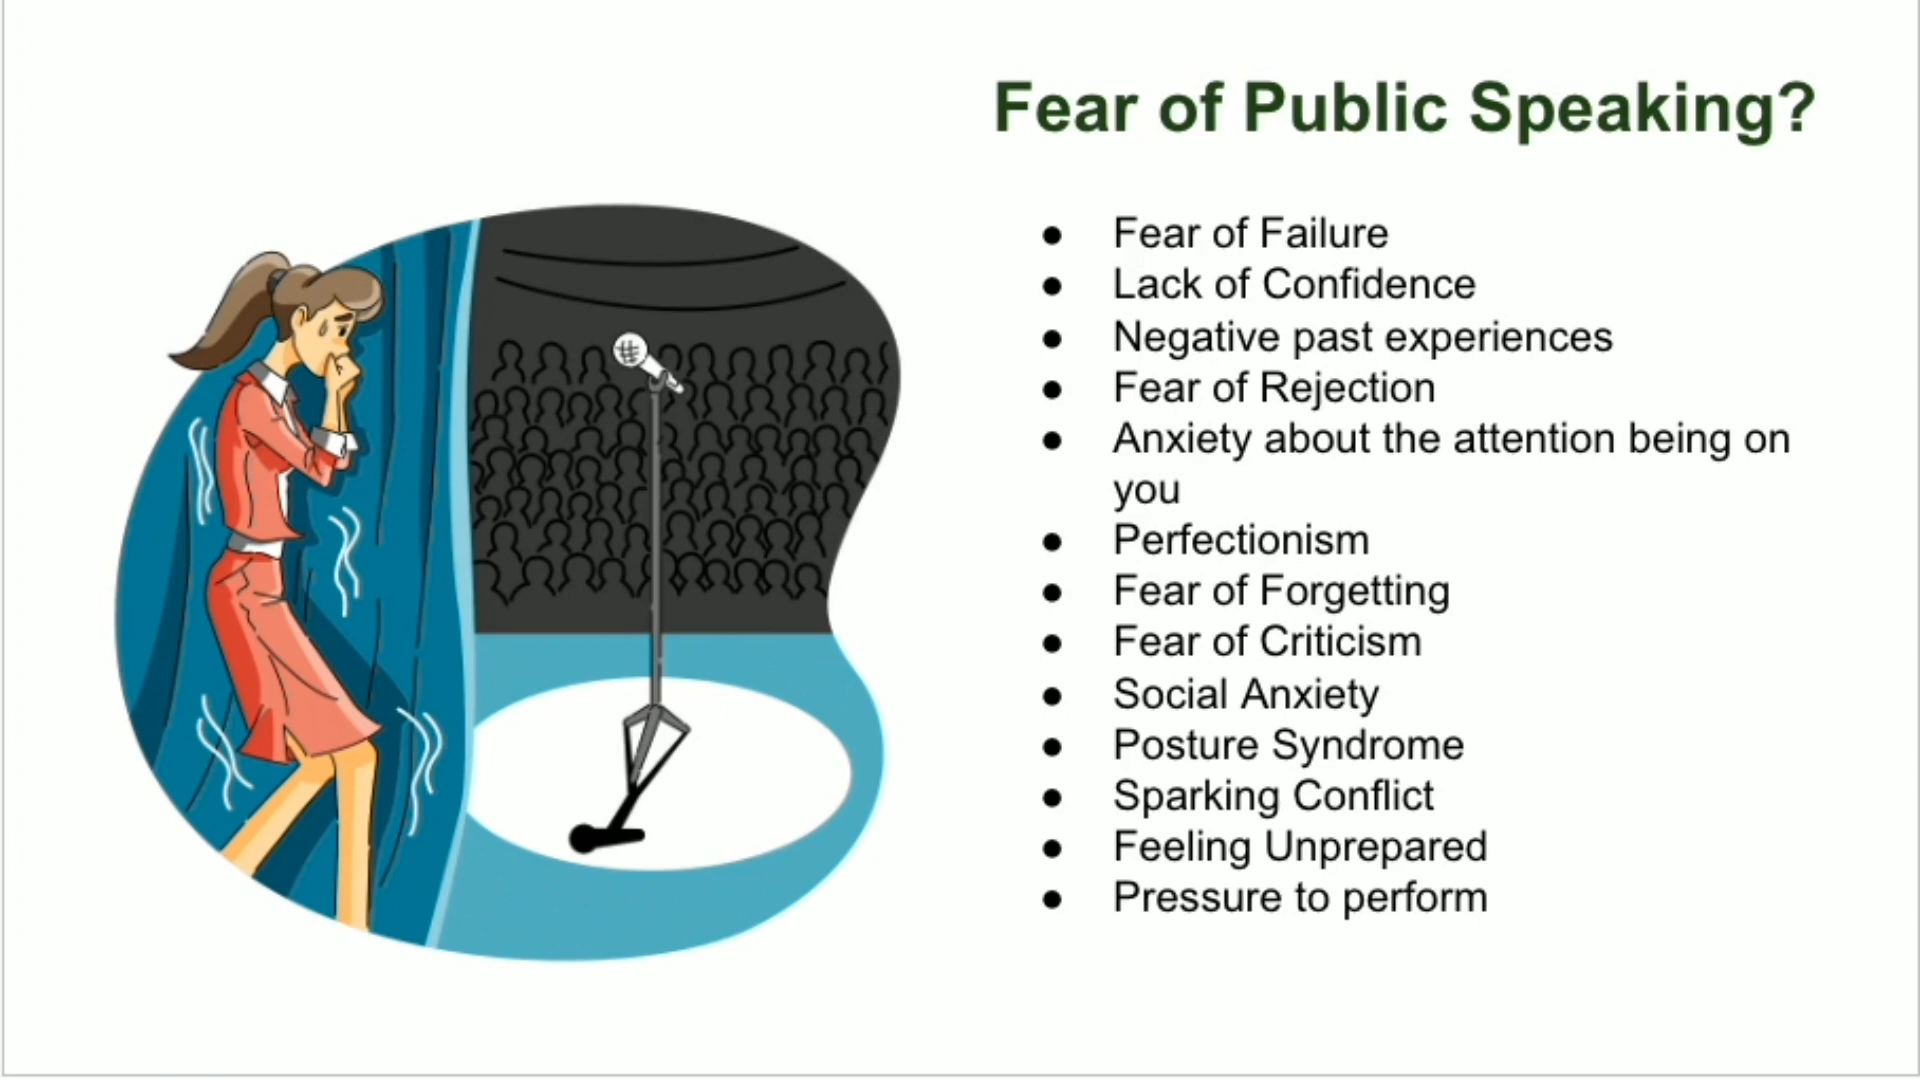 Fear of Public Speaking?
● Fear of Failure
● Lack of Confidence
● Negative past experiences
● Fear of Rejection
● Anxiety about the attention being on
you
● Perfectionism
● Fear of Forgetting
● Fear of Criticism
● Social Anxiety
● Posture Syndrome
● Sparking Conflict
● Feeling Unprepared
● Pressure to perform